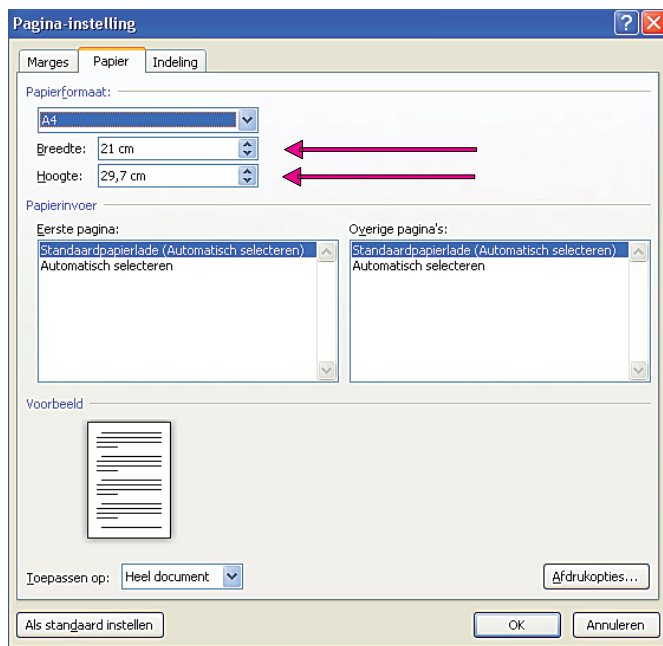 Pagina-instelling
Marges Papier Indeling
Papierformaat:
A4
Breedte: 21 cm
Hoogte: 29,7 cm
Papierinvoer
Eerste pagina: Overige pagina's:
Standaardpapierlade (Automatisch selecteren) Standaardpapierlade (Automatisch selecteren)
Automatisch selecteren Automatisch selecteren
Voorbeeld
Toepassen op: Heel document Afdrukopties...
Als standaard instellen OK Annuleren